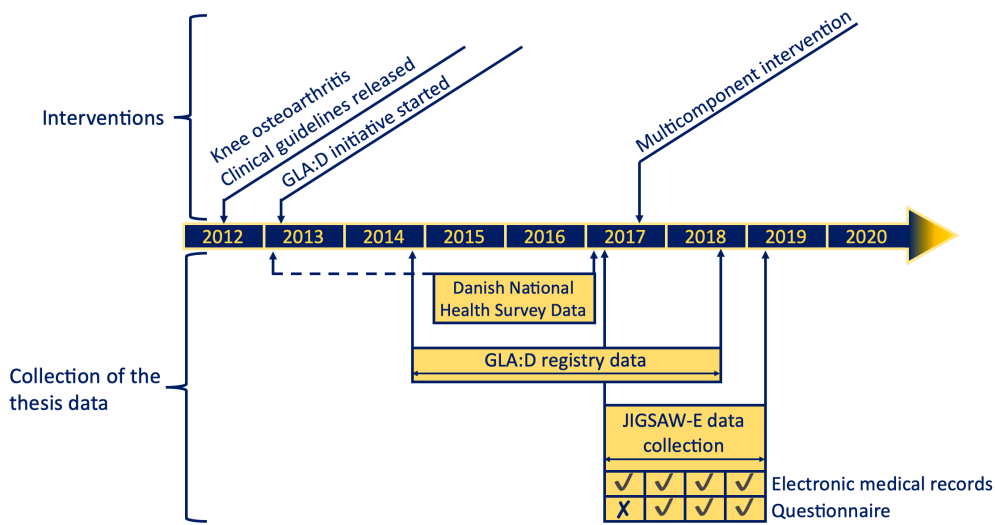 Interventions
Knee osteoarthritis
Clinical guidelines released
GLA:D initiative started
Multicomponent intervention
2012 2013 2014 2015 2016 2017 2018 2019 2020
Danish National
Health Survey Data
GLA:D registry data
Collection of the
thesis data
JIGSAW-E data
collection
✓ ✓ ✓ ✓ Electronic medical records
✗ ✓ ✓ ✓ Questionnaire